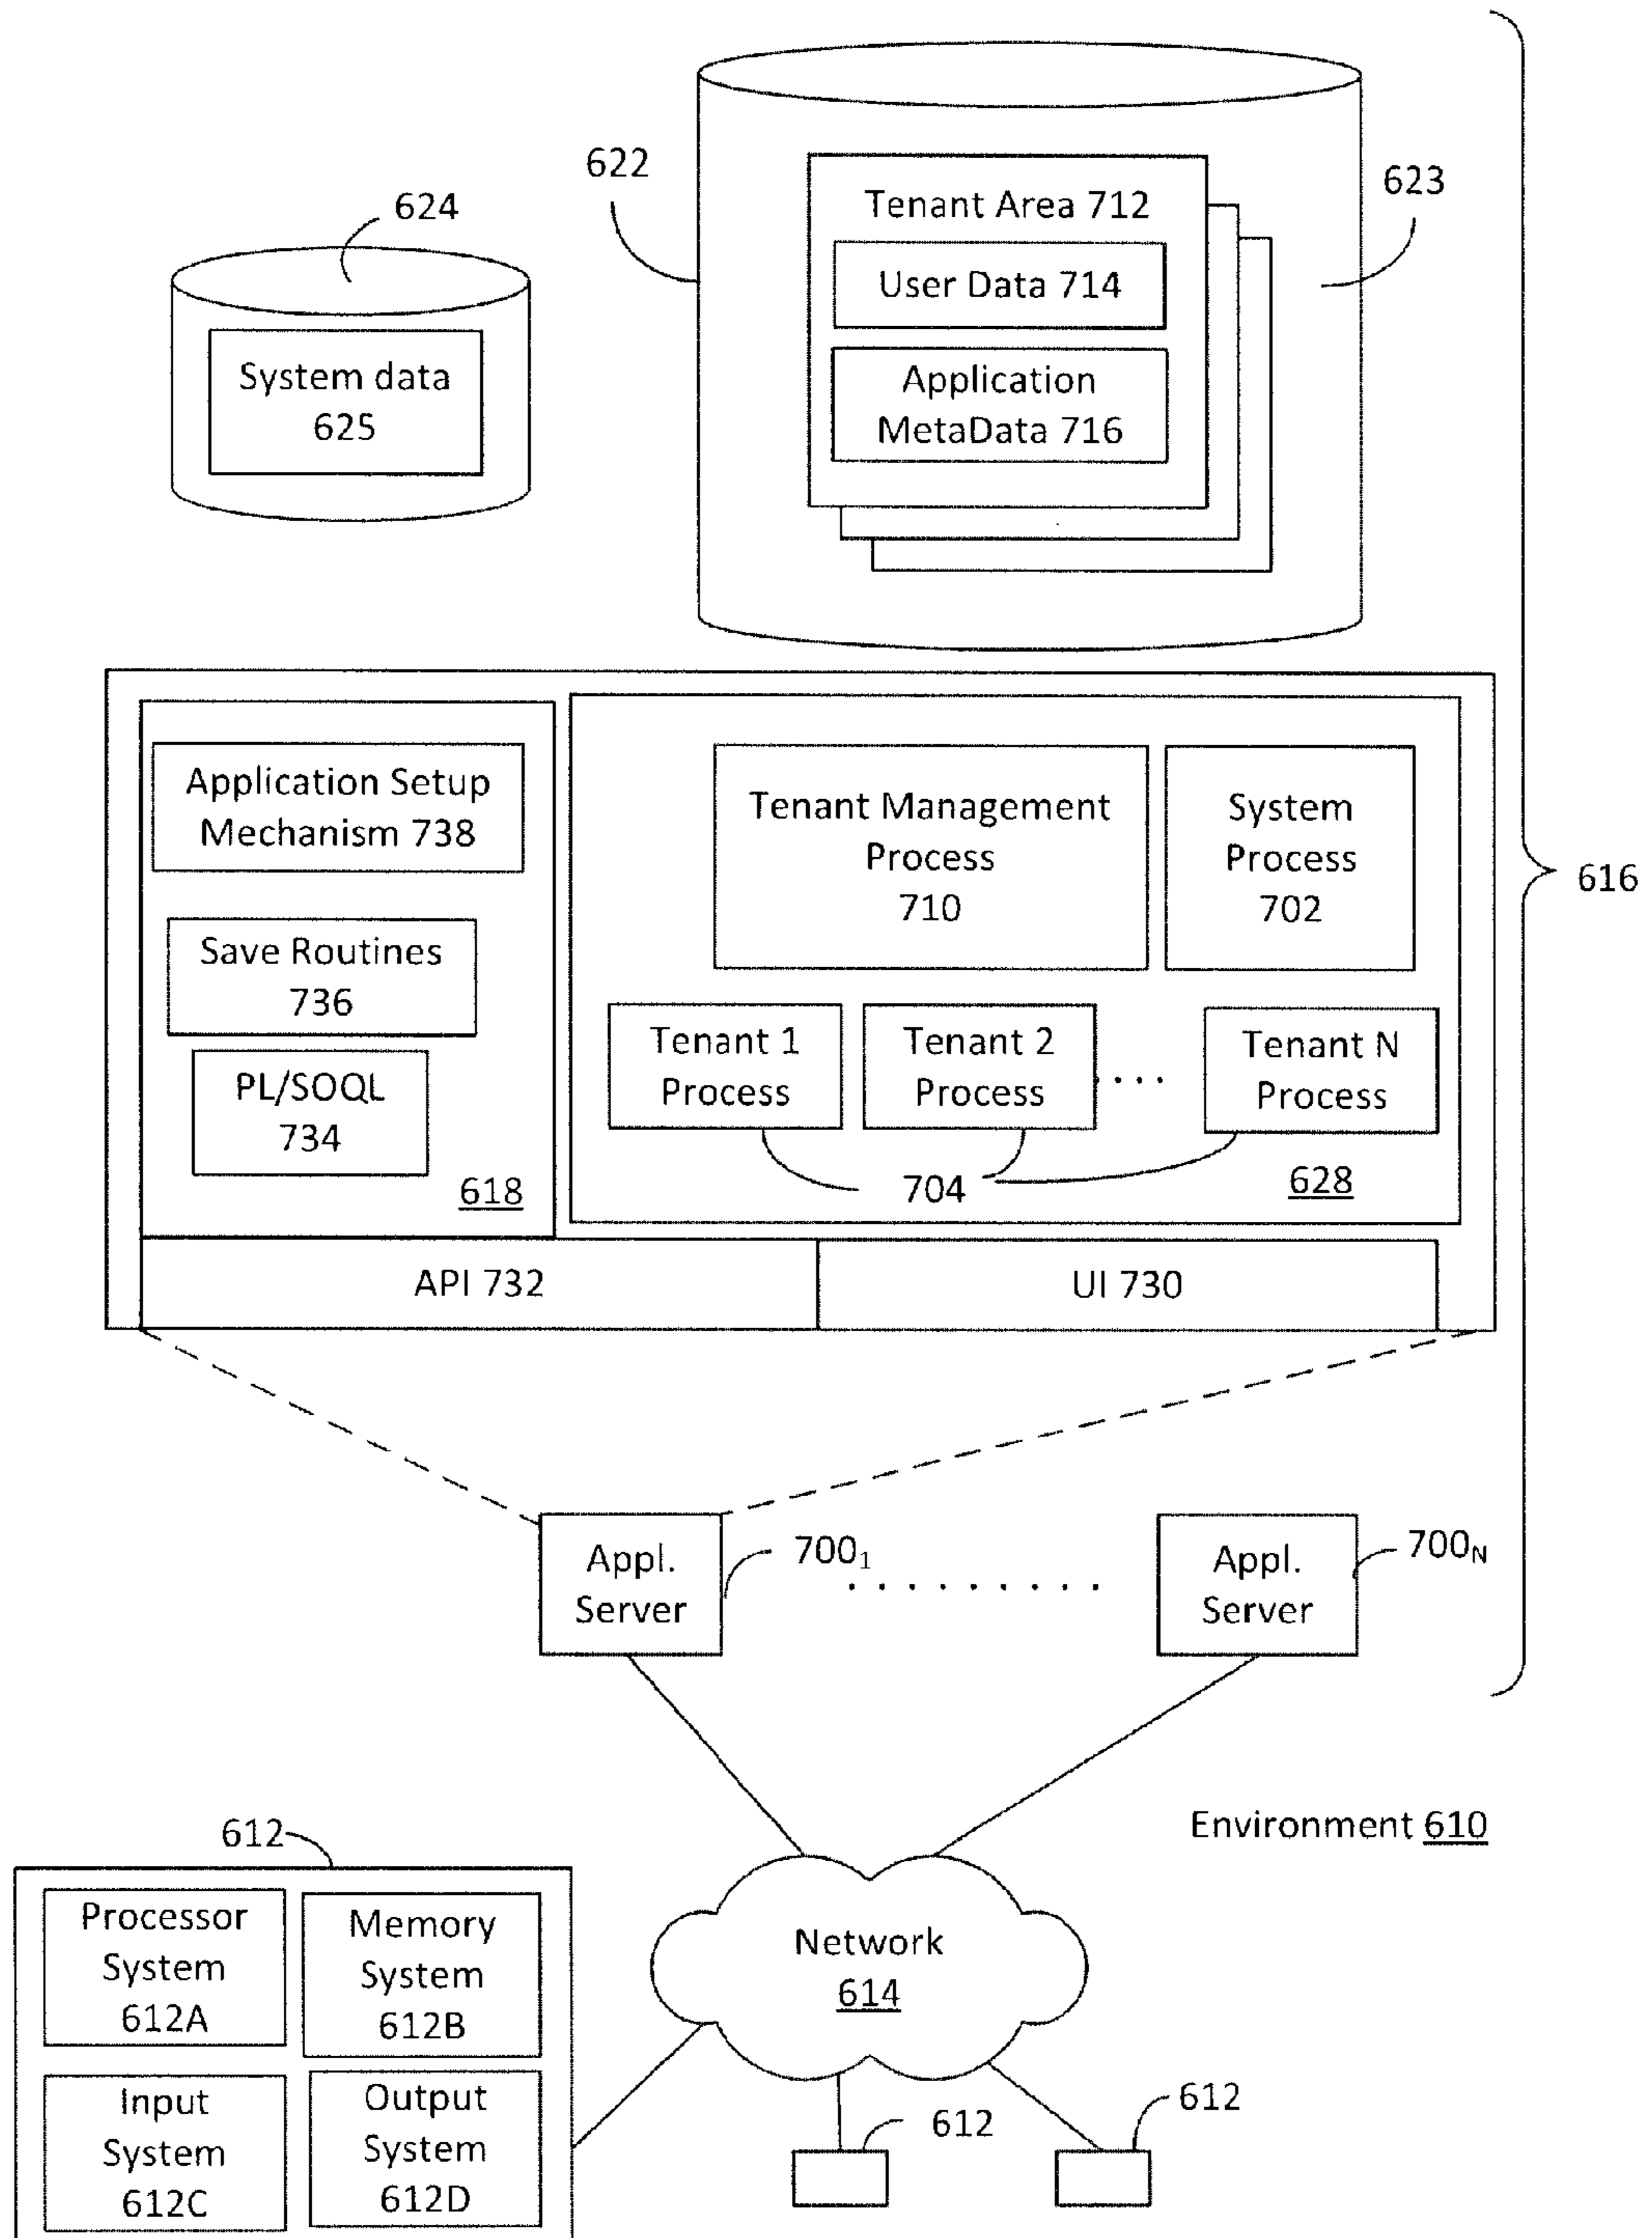 624
System data
625
622
623
Tenant Area 712
User Data 714
Application
MetaData 716
616
Application Setup
Mechanism 738
Save Routines
736
PL/SOQL
734
618
Tenant Management
Process
710
System
Process
702
Tenant 1
Process
Tenant 2
Process
....
Tenant N
Process
704
628
API 732
UI 730
Appl.
Server
700₁
.........
Appl.
Server
700N
Environment 610
612
Processor
System
612A
Memory
System
612B
Input
System
612C
Output
System
612D
Network
614
612
612